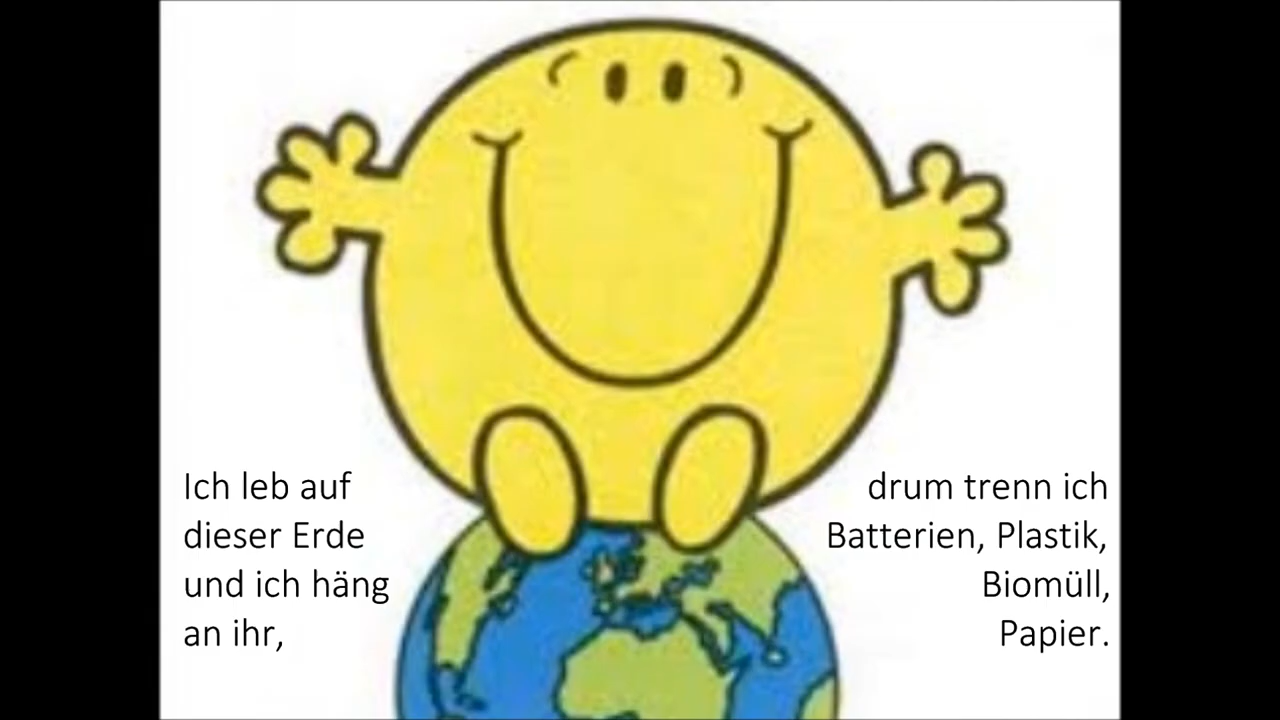 Ich leb auf
dieser Erde
und ich häng
an ihr,
drum trenn ich
Batterien, Plastik,
Biomüll,
Papier.